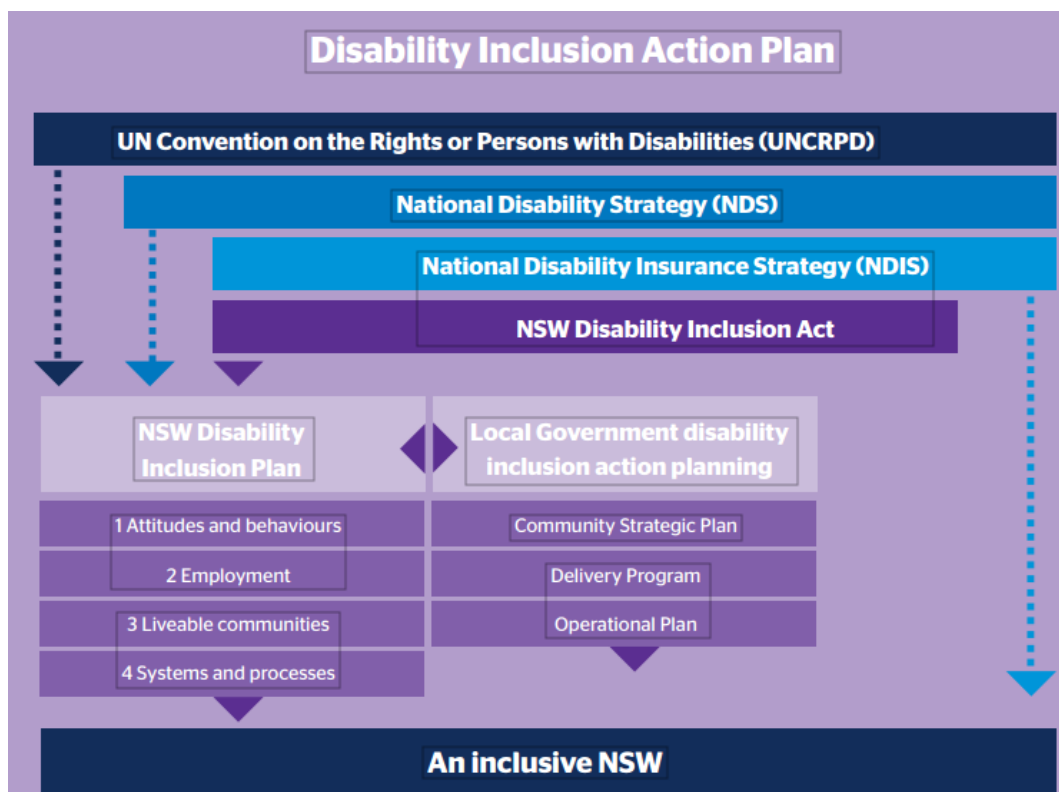 Disability Inclusion Action Plan
UN Convention on the Rights or Persons with Disabilities (UNCRPD)
National Disability Strategy (NDS)
National Disability Insurance Strategy (NDIS)
NSW Disability Inclusion Act
NSW Disability
Inclusion Plan
1 Attitudes and behaviours
2 Employment
3 Liveable communities
4 Systems and processes
Local Government disability
inclusion action planning
Community Strategic Plan
Delivery Program
Operational Plan
An inclusive NSW